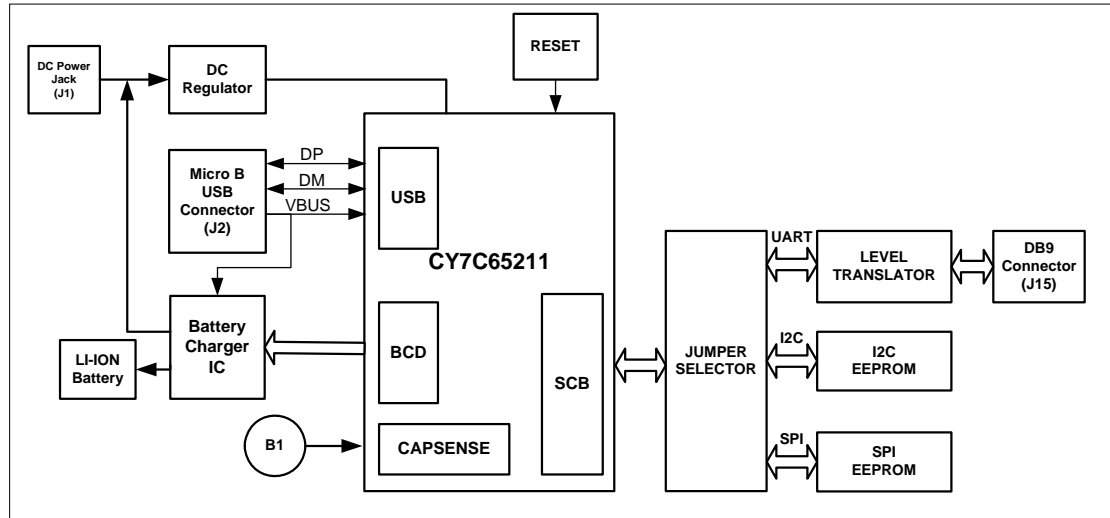 RESET
DC Power
Jack
(J1)
DC
Regulator
Micro B
USB
Connector
(J2)
DP
DM
VBUS
USB
CY7C65211
Battery
Charger
IC
LI-ION
Battery
BCD
SCB
B1
CAPSENSE
JUMPER
SELECTOR
UART
LEVEL
TRANSLATOR
DB9
Connector
(J15)
I2C
I2C
EEPROM
SPI
SPI
EEPROM